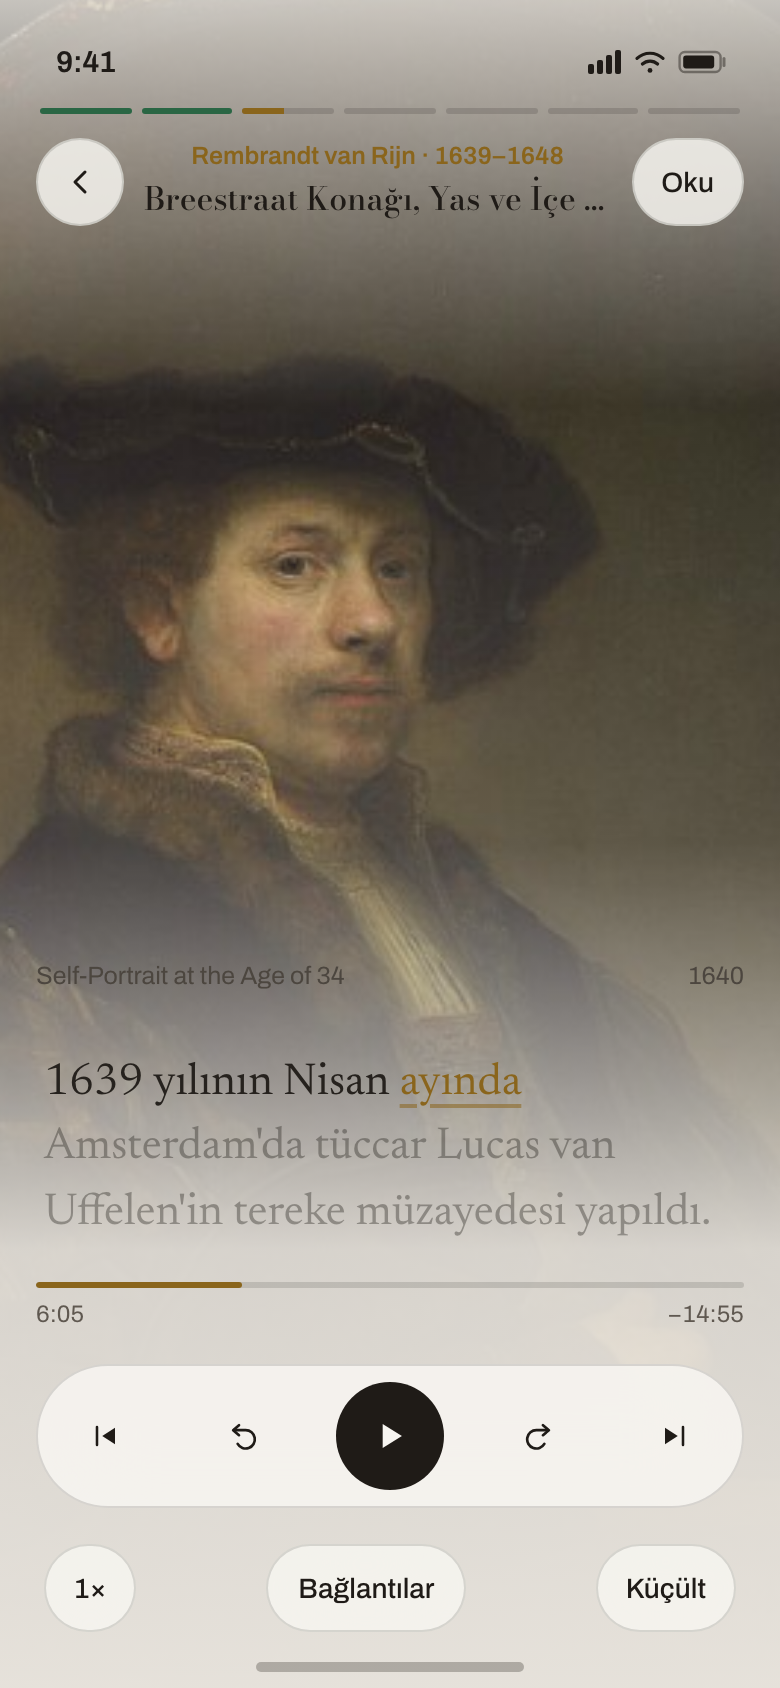 9:41
Rembrandt van Rijn · 1639–1648
Breestraat Konağı, Yas ve İçe ...
Oku
Self-Portrait at the Age of 34
1640
1639 yılının Nisan ayında
Amsterdam'da tüccar Lucas van
Uffelen'in tereke müzayedesi yapıldı.
6:05
−14:55
1×
Bağlantılar
Küçült